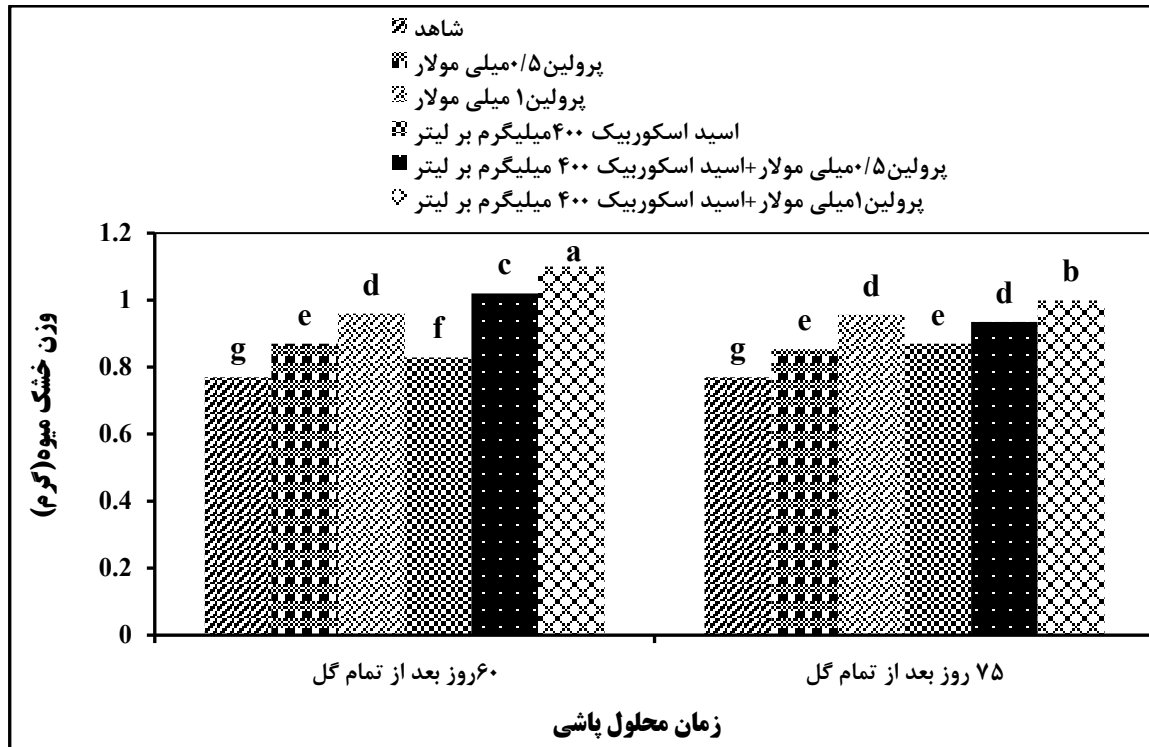 شاهد
پرولین۰/۵میلی مولار
پرولین۱ میلی مولار
اسید اسکوربیک ۴۰۰میلیگرم بر لیتر
پرولین۰/۵میلی مولار+اسید اسکوربیک ۴۰۰ میلیگرم بر لیتر
پرولین۱میلی مولار+اسید اسکوربیک ۴۰۰ میلیگرم بر لیتر
وزن خشک میوه(گرم)
1.2
1
0.8
0.6
0.4
0.2
0
g e d f c a
g e d e d b
۶۰روز بعد از تمام گل
۷۵ روز بعد از تمام گل
زمان محلول پاشی